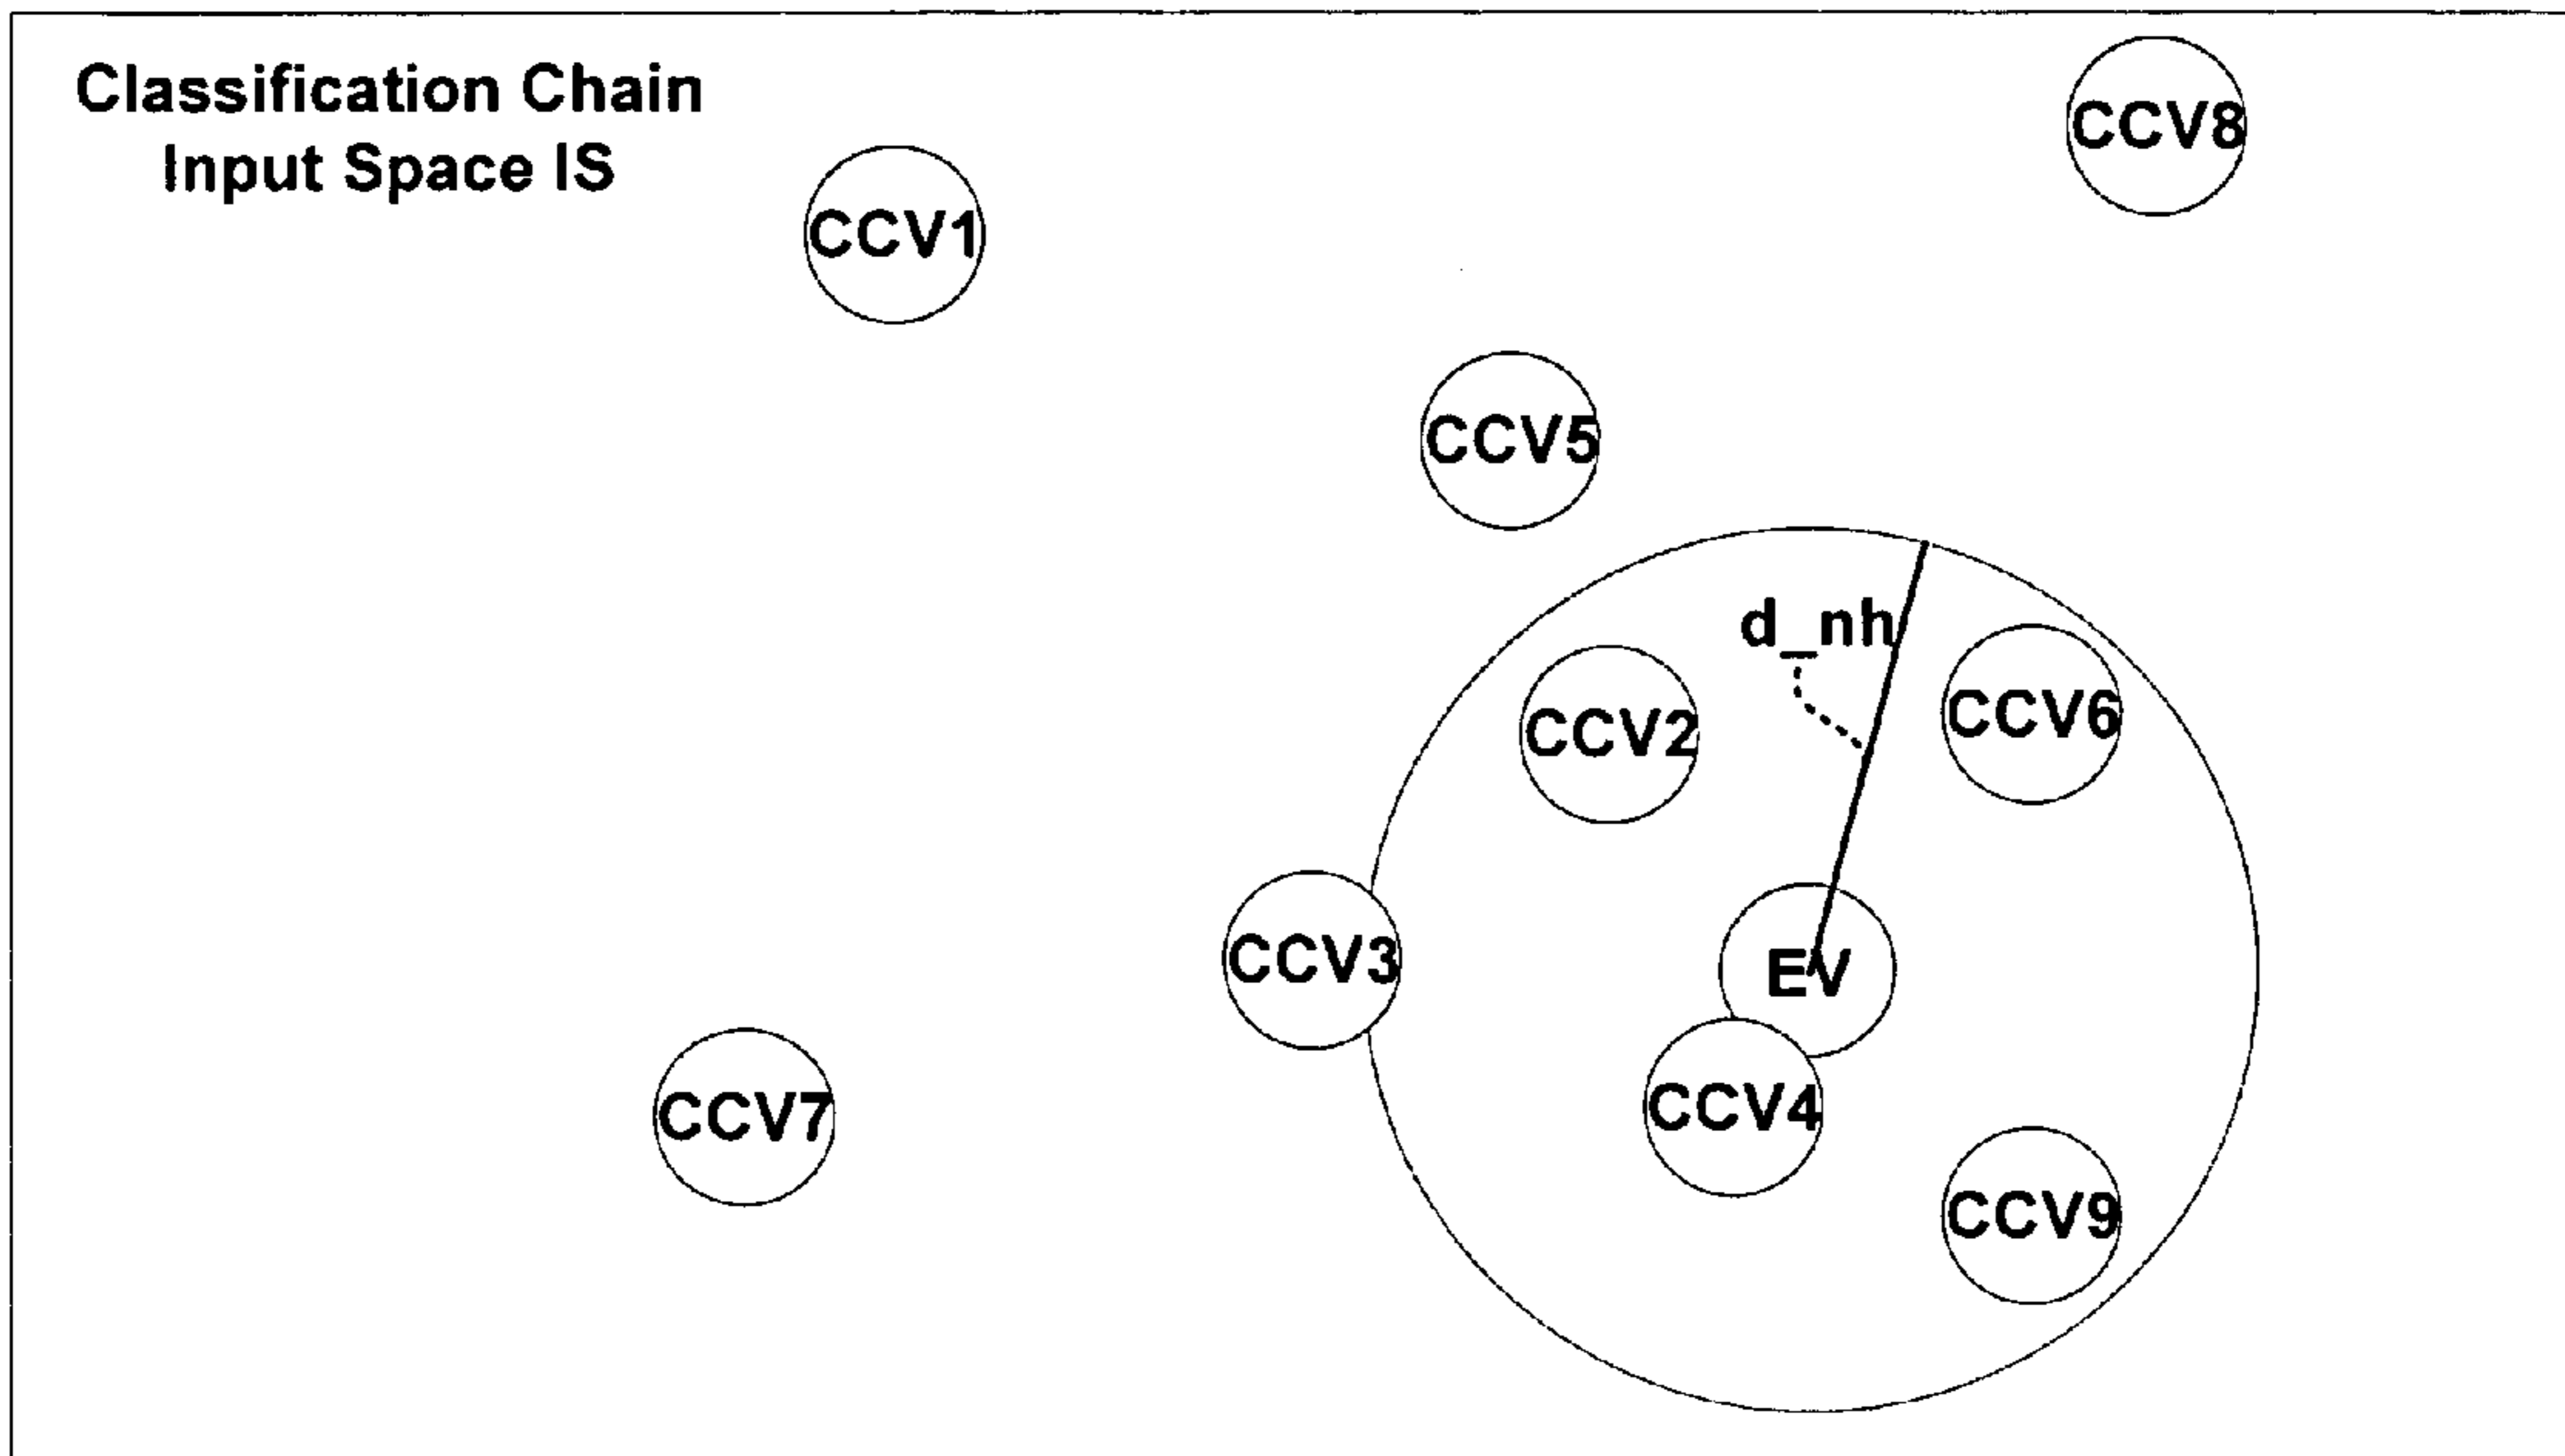 Classification Chain
Input Space IS
CCV8
CCV1
CCV5
d_nh
CCV6
CCV2
CCV3
EV
CCV4
CCV7
CCV9